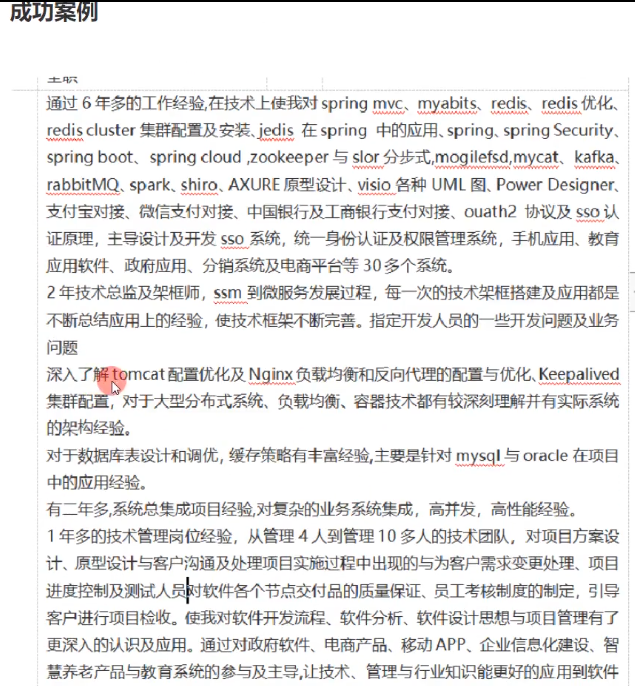 成功案例
通过 6 年多的工作经验,在技术上使我对 spring mvc、myabits、redis、redis 优化、
redis cluster 集群配置及安装、jedis 在 spring 中的应用、spring、spring Security、
spring boot、spring cloud ,zookeeper 与 slor 分步式,mogilefsd,mycat、kafka、
rabbitMQ、spark、shiro、AXURE 原型设计、visio 各种 UML 图、Power Designer、
支付宝对接、微信支付对接、中国银行及工商银行支付对接、ouath2 协议及 sso 认
证原理，主导设计及开发 sso 系统，统一身份认证及权限管理系统，手机应用、教育
应用软件、政府应用、分销系统及电商平台等 30 多个系统。
2 年技术总监及架框师，ssm 到微服务发展过程，每一次的技术架框搭建及应用都是
不断总结应用上的经验，使技术框架不断完善。指定开发人员的一些开发问题及业务
问题
深入了解 tomcat 配置优化及 Nginx 负载均衡和反向代理的配置与优化、Keepalived
集群配置，对于大型分布式系统、负载均衡、容器技术都有较深刻理解并有实际系统
的架构经验。
对于数据库表设计和调优，缓存策略有丰富经验,主要是针对 mysql 与 oracle 在项目
中的应用经验。
有二年多,系统总集成项目经验,对复杂的业务系统集成，高并发，高性能经验。
1 年多的技术管理岗位经验，从管理 4 人到管理 10 多人的技术团队，对项目方案设
计、原型设计与客户沟通及处理项目实施过程中出现的与为客户需求变更处理、项目
进度控制及测试人员对软件各个节点交付品的质量保证、员工考核制度的制定，引导
客户进行项目检收。使我对软件开发流程、软件分析、软件设计思想与项目管理有了
更深入的认识及应用。通过对政府软件、电商产品、移动 APP、企业信息化建设、智
慧养老产品与教育系统的参与及主导,让技术、管理与行业知识能更好的应用到软件